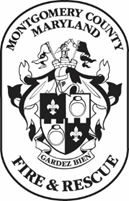 MONTGOMERY COUNTY
MARYLAND
GARDEZ BIEN
FIRE & RESCUE